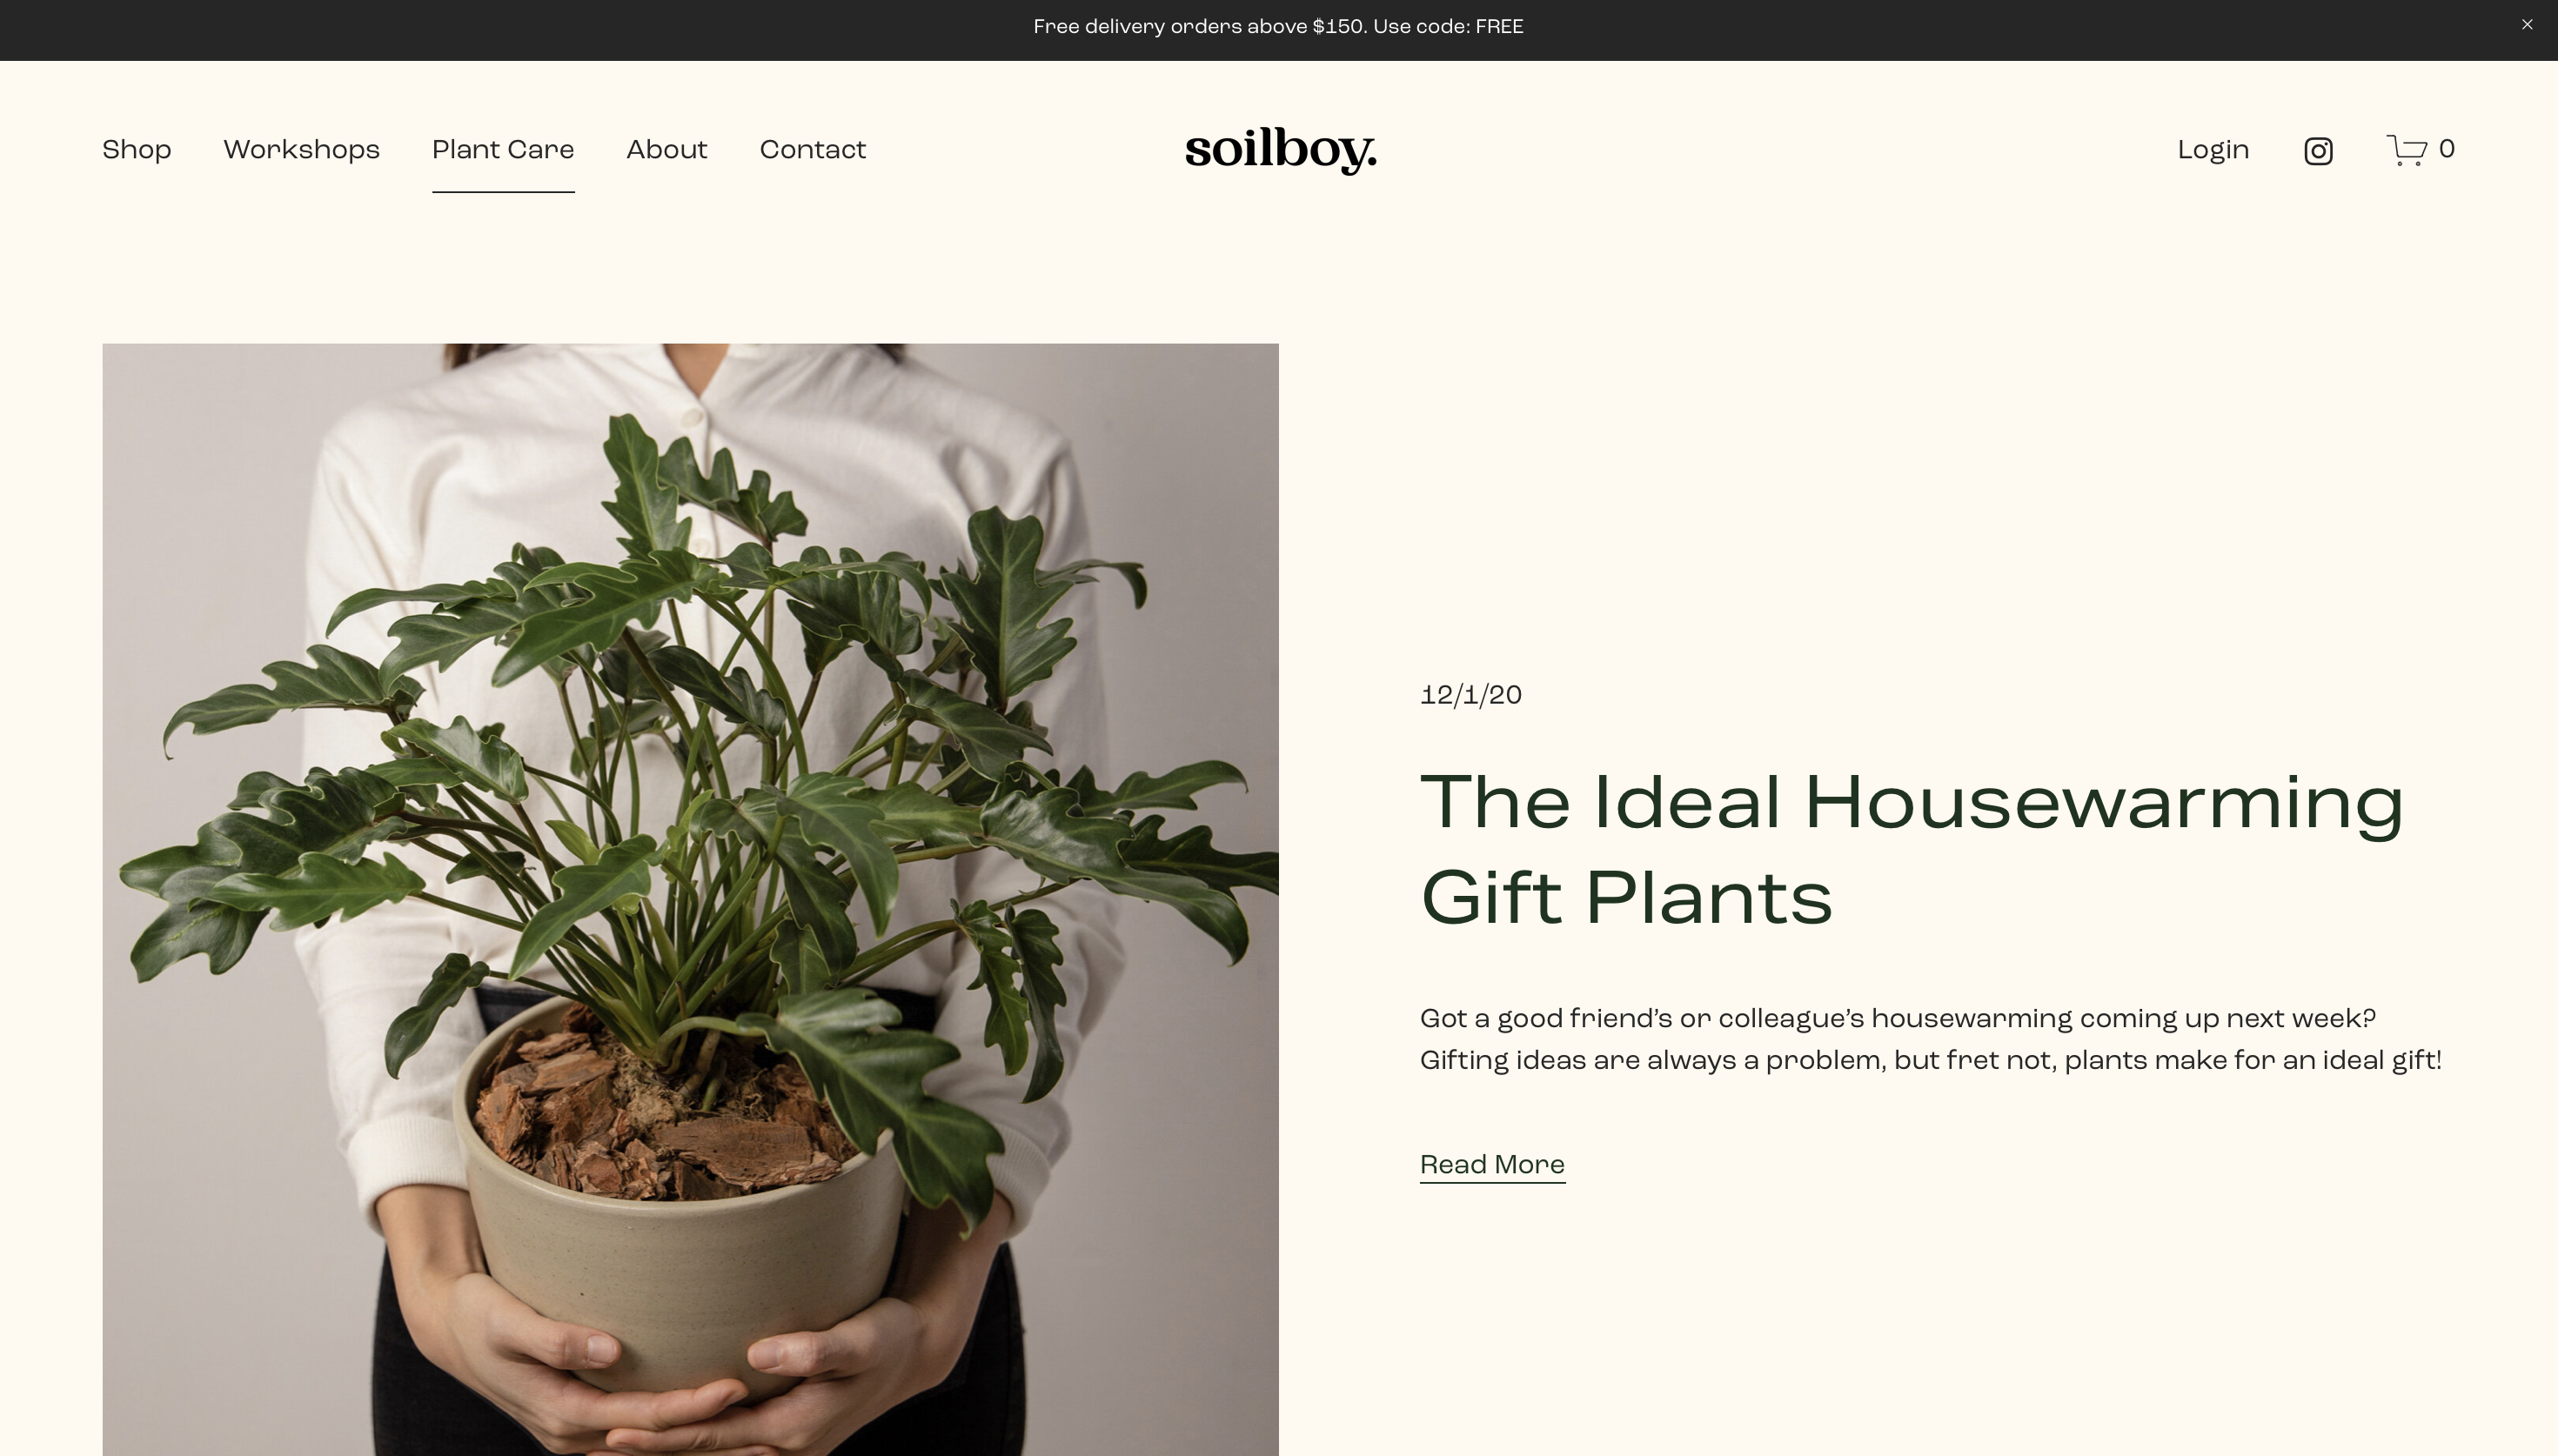 Free delivery orders above $150. Use code: FREE
Shop Workshops Plant Care About Contact
soilboy.
Login 0
12/1/20
The Ideal Housewarming
Gift Plants
Got a good friend’s or colleague’s housewarming coming up next week?
Gifting ideas are always a problem, but fret not, plants make for an ideal gift!
Read More